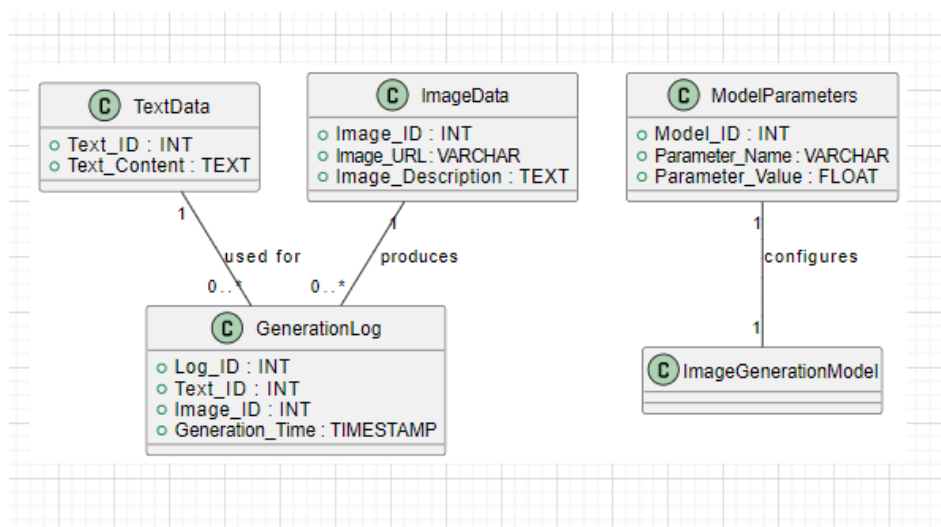 C TextData
Text_ID : INT
Text_Content : TEXT
C ImageData
Image_ID : INT
Image_URL : VARCHAR
Image_Description : TEXT
C ModelParameters
Model_ID : INT
Parameter_Name : VARCHAR
Parameter_Value : FLOAT
1
used for
0..*
1
produces
0..*
1
configures
1
C GenerationLog
Log_ID : INT
Text_ID : INT
Image_ID : INT
Generation_Time : TIMESTAMP
C ImageGenerationModel